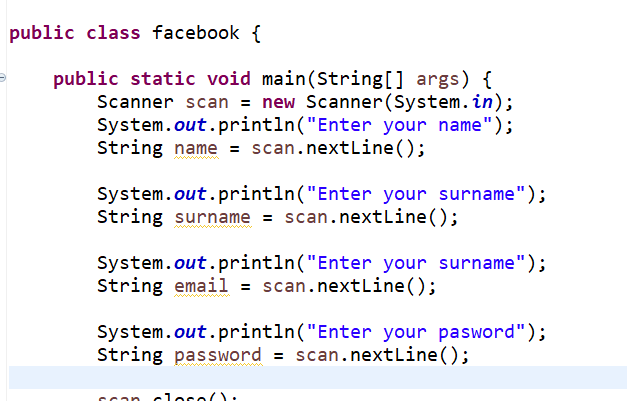 public class facebook {
public static void main(String[] args) {
Scanner scan = new Scanner(System.in);
System.out.println("Enter your name");
String name = scan.nextLine();
System.out.println("Enter your surname");
String surname = scan.nextLine();
System.out.println("Enter your surname");
String email = scan.nextLine();
System.out.println("Enter your pasword");
String password = scan.nextLine();
scan.close();